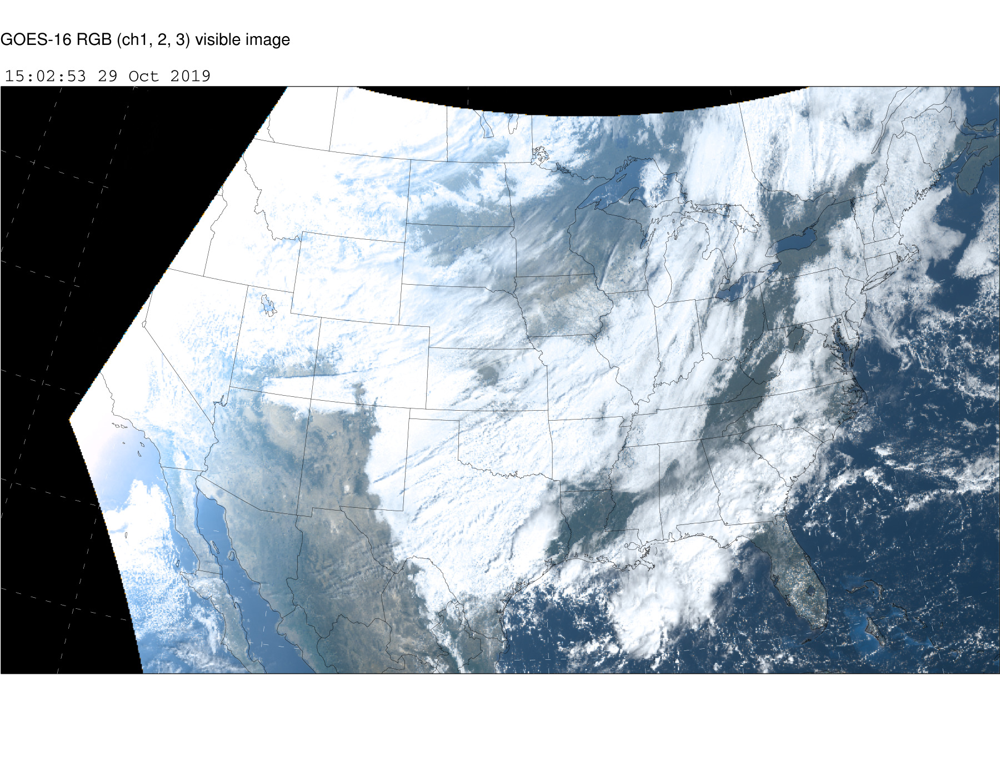 GOES-16 RGB (ch1, 2, 3) visible image
15:02:53 29 Oct 2019